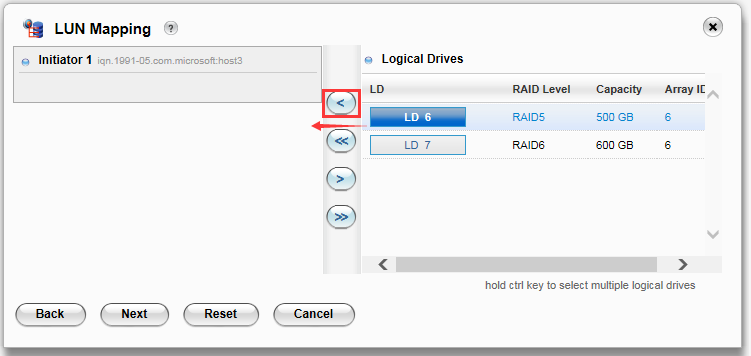 LUN Mapping ?
Initiator 1 iqn.1991-05.com.microsoft:host3
Logical Drives
LD RAID Level Capacity Array ID
LD 6 RAID5 500 GB 6
LD 7 RAID6 600 GB 6
<
<<
>
>>
hold ctrl key to select multiple logical drives
Back Next Reset Cancel